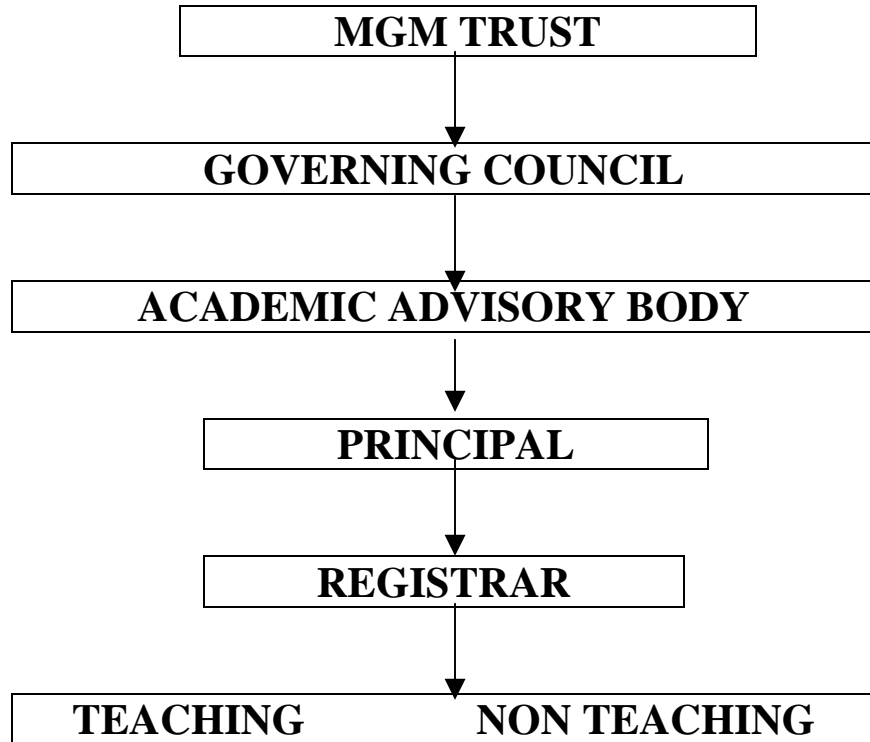 MGM TRUST
GOVERNING COUNCIL
ACADEMIC ADVISORY BODY
PRINCIPAL
REGISTRAR
TEACHING NON TEACHING